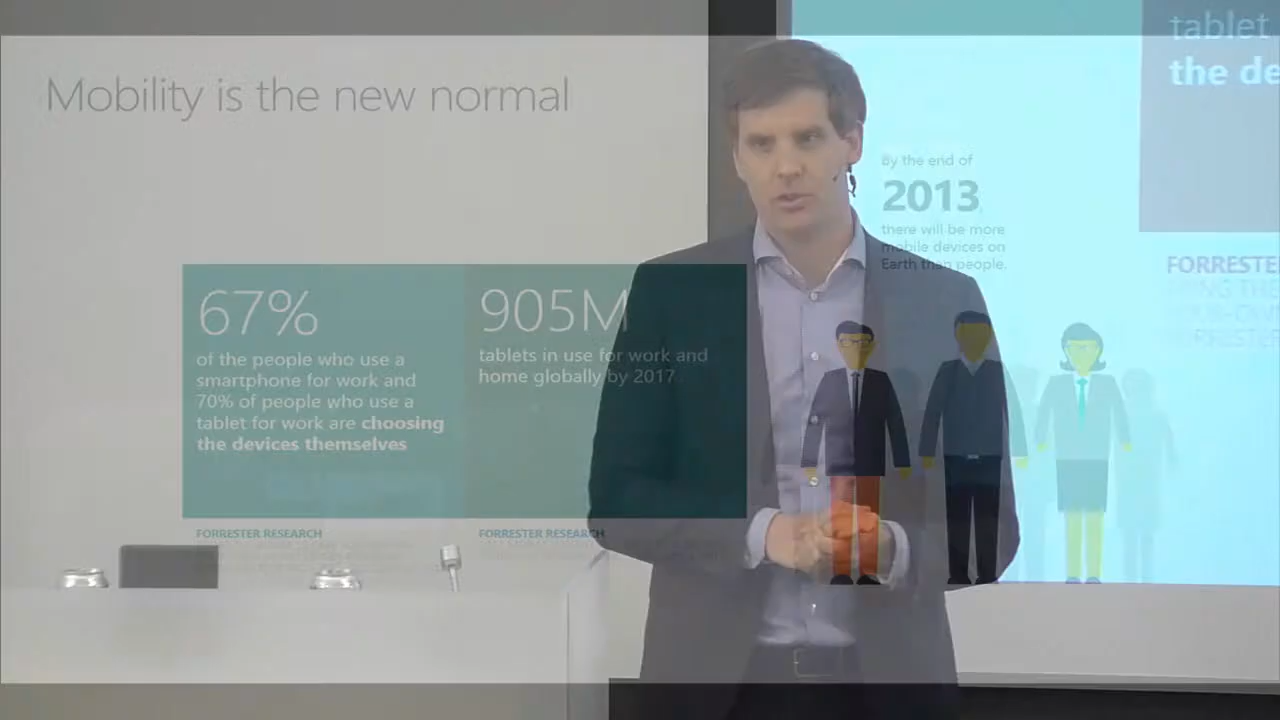 Mobility is the new normal
67%
of the people who use a
smartphone for work and
70% of people who use a
tablet for work are choosing
the devices themselves
FORRESTER RESEARCH
905M
tablets in use for work and
home globally by 2017
FORRESTER RESEARCH
By the end of
2013,
there will be more
mobile devices on
Earth than people.
tablet
the de
FORRESTE